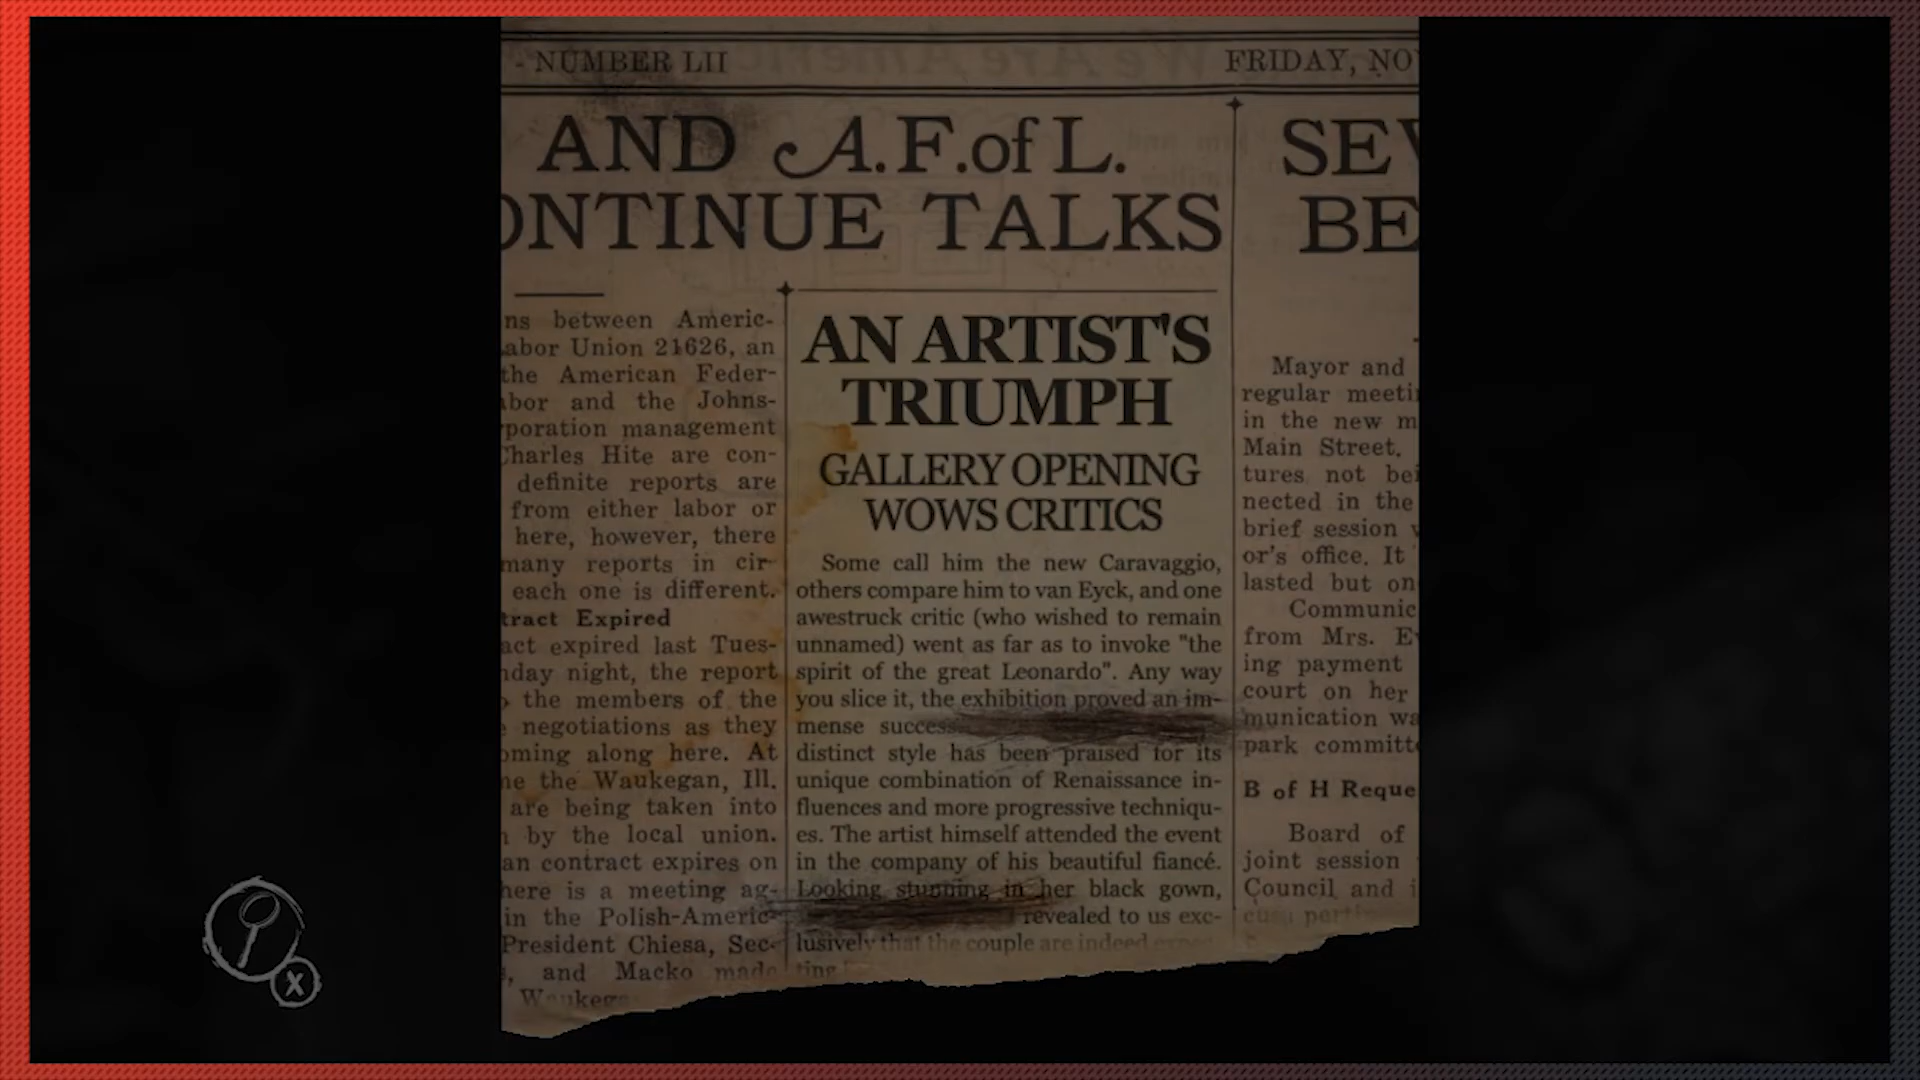 - NUMBER LII
FRIDAY, NO
AND A.F.of L.
ONTINUE TALKS
SEV
BE
ns between Americ-
abor Union 21626, an
the American Feder-
abor and the Johns-
rporation management
Charles Hite are con-
definite reports are
from either labor or
here, however, there
many reports in cir-
each one is different.
tract Expired
act expired last Tues-
nday night, the report
the members of the
negotiations as they
oming along here. At
me the Waukegan, Ill.
are being taken into
by the local union.
an contract expires on
here is a meeting ag-
in the Polish-Americ-
President Chiesa, Sec-
, and Macko made
Waukega
AN ARTIST'S
TRIUMPH
GALLERY OPENING
WOWS CRITICS
Some call him the new Caravaggio,
others compare him to van Eyck, and one
awestruck critic (who wished to remain
unnamed) went as far as to invoke "the
spirit of the great Leonardo". Any way
you slice it, the exhibition proved an im-
mense success
distinct style has been praised for its
unique combination of Renaissance in-
fluences and more progressive techniqu-
es. The artist himself attended the event
in the company of his beautiful fiancé.
Looking stunning in her black gown,
revealed to us exc-
lusively that the couple are indeed expec-
ting
Mayor and
regular meeti
in the new m
Main Street.
tures not bei
nected in the
brief session w
or's office. It
lasted but on
Communic
from Mrs. Ev
ing payment
court on her
munication wa
park committe
B of H Reque
Board of
joint session
Council and i
X